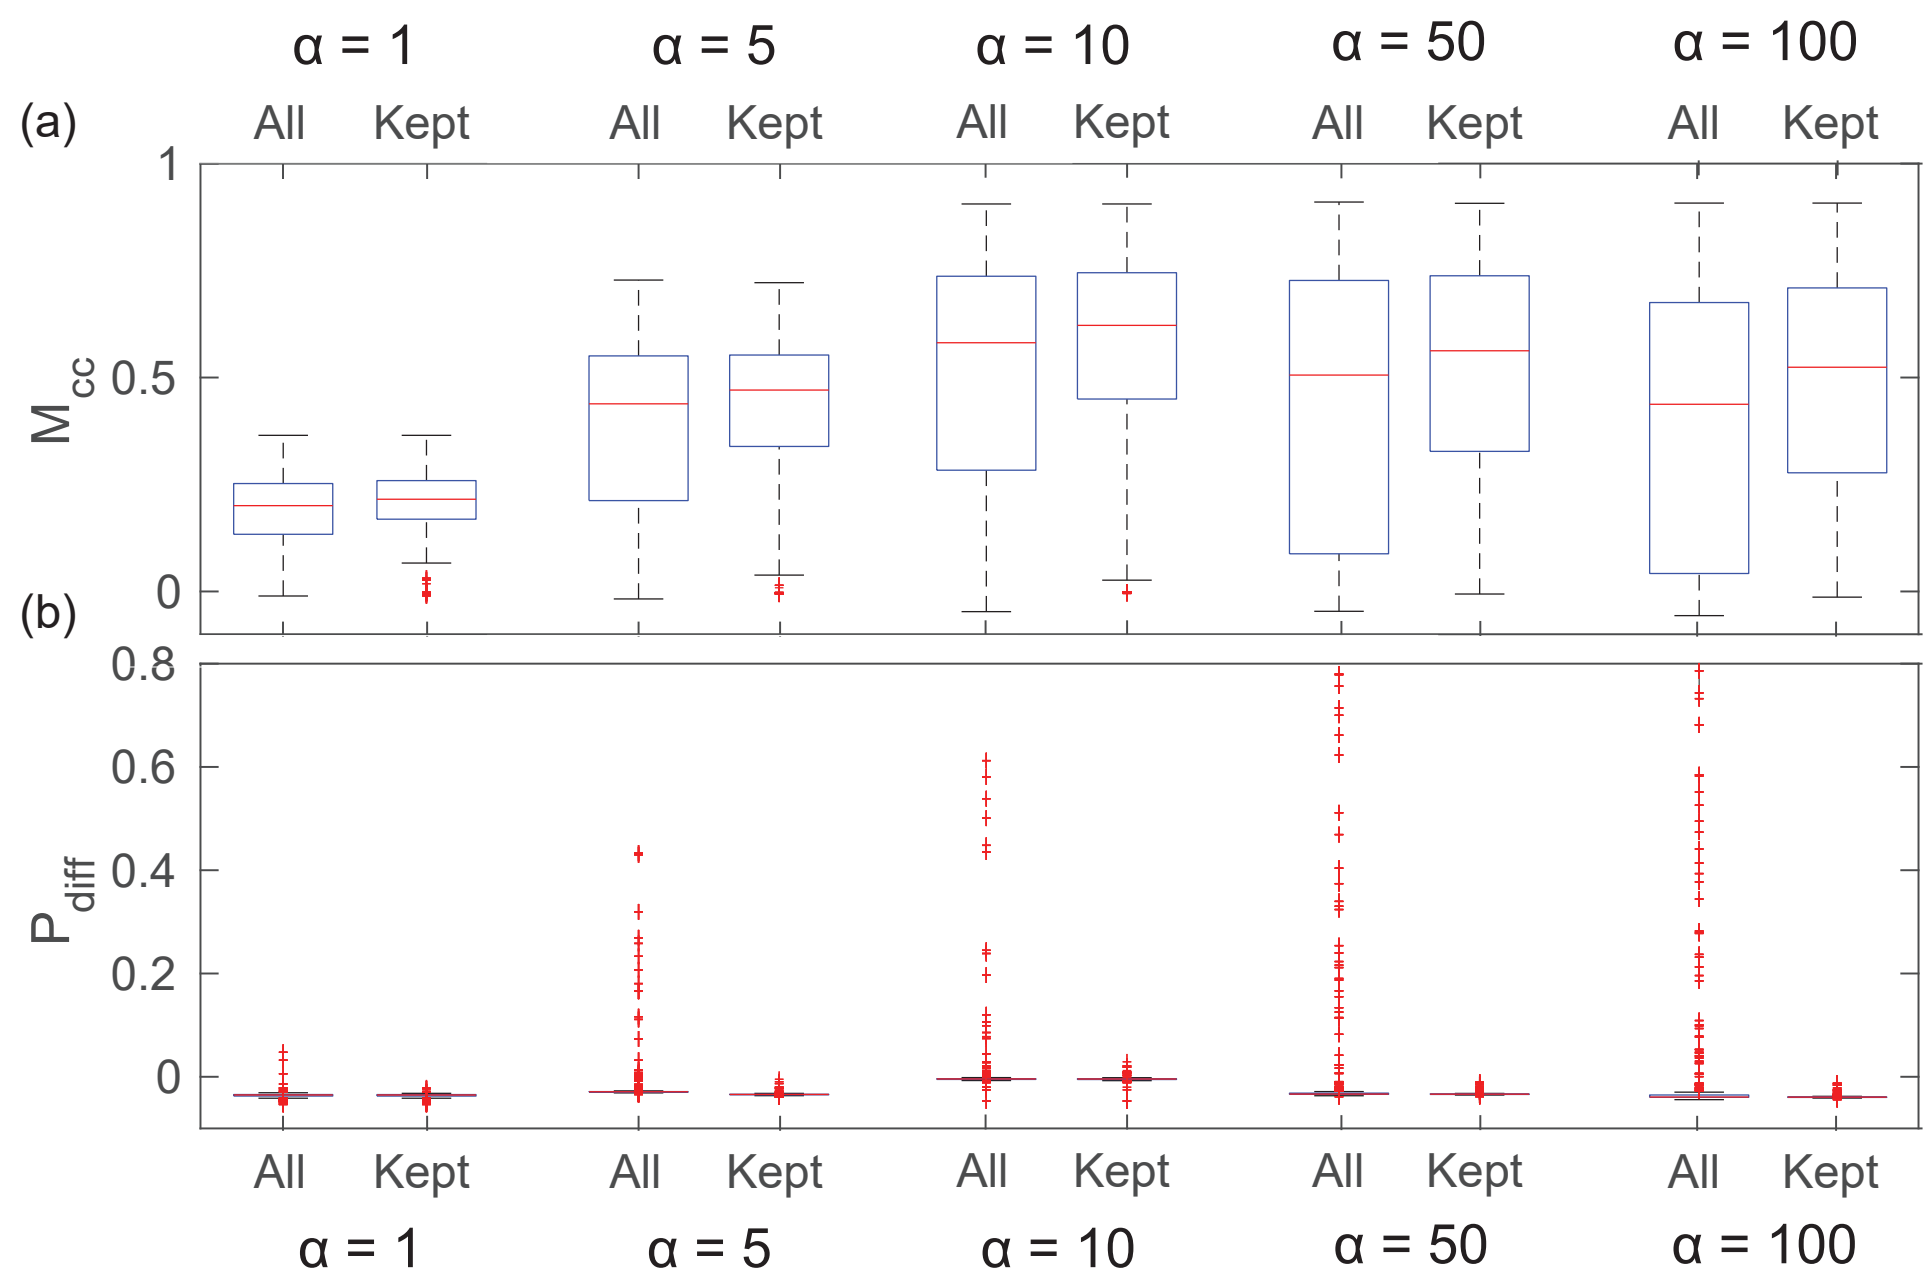 α = 1 α = 5 α = 10 α = 50 α = 100
(a) All Kept All Kept All Kept All Kept All Kept
1
0.5
0
Mcc
(b)
0.8
0.6
0.4
0.2
0
Pdiff
All Kept All Kept All Kept All Kept All Kept
α = 1 α = 5 α = 10 α = 50 α = 100